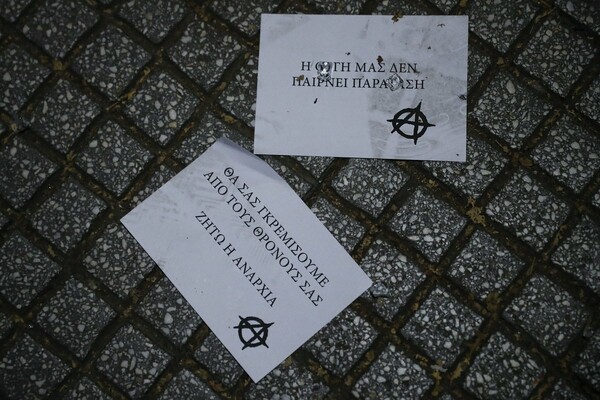 Η ΟΡΓΗ ΜΑΣ ΔΕΝ
ΠΑΙΡΝΕΙ ΠΑΡΑΤΑΣΗ
ΘΑ ΣΑΣ ΓΚΡΕΜΙΣΟΥΜΕ
ΑΠΟ ΤΟΥΣ ΘΡΟΝΟΥΣ ΣΑΣ
ΖΗΤΩ Η ΑΝΑΡΧΙΑ